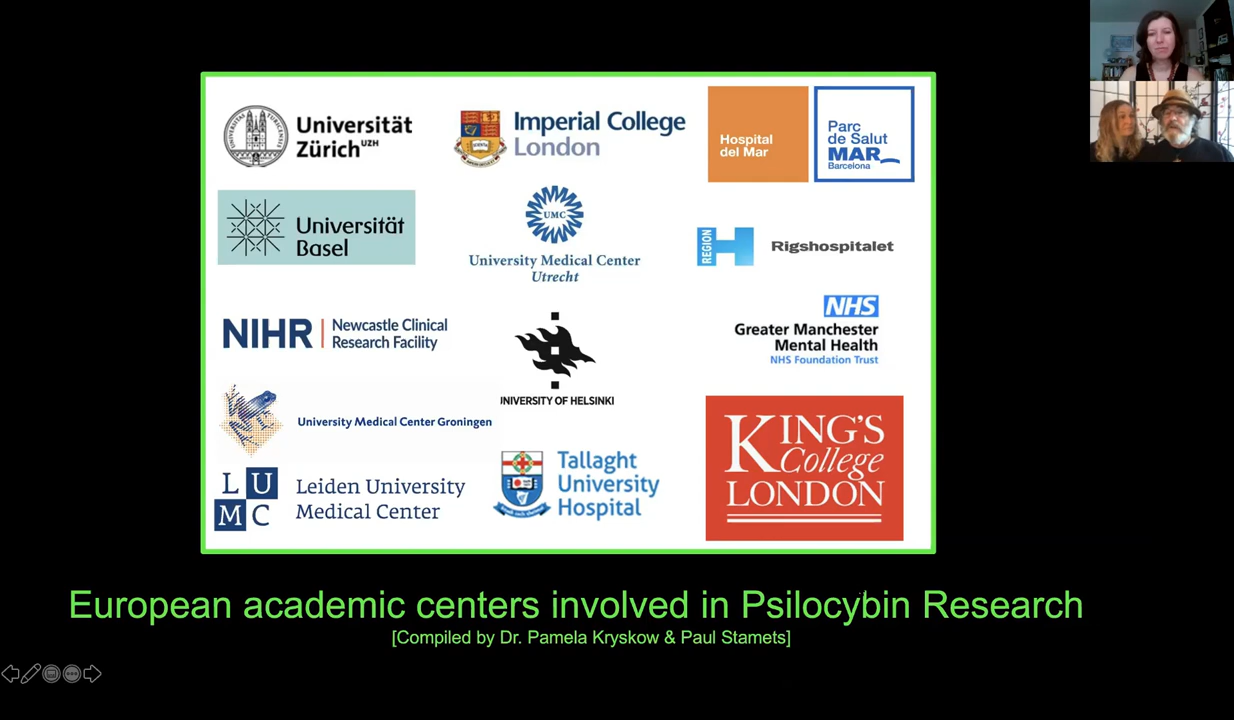 Universität
Zürich UZH
Imperial College
London
Hospital
del Mar
Parc
de Salut
MAR
Barcelona
Universität
Basel
UMC
University Medical Center
Utrecht
REGION
H
Rigshospitalet
NIHR | Newcastle Clinical
Research Facility
UNIVERSITY OF HELSINKI
NHS
Greater Manchester
Mental Health
NHS Foundation Trust
University Medical Center Groningen
LU
MC
Leiden University
Medical Center
Tallaght
University
Hospital
KING'S
College
LONDON
European academic centers involved in Psilocybin Research
[Compiled by Dr. Pamela Kryskow & Paul Stamets]